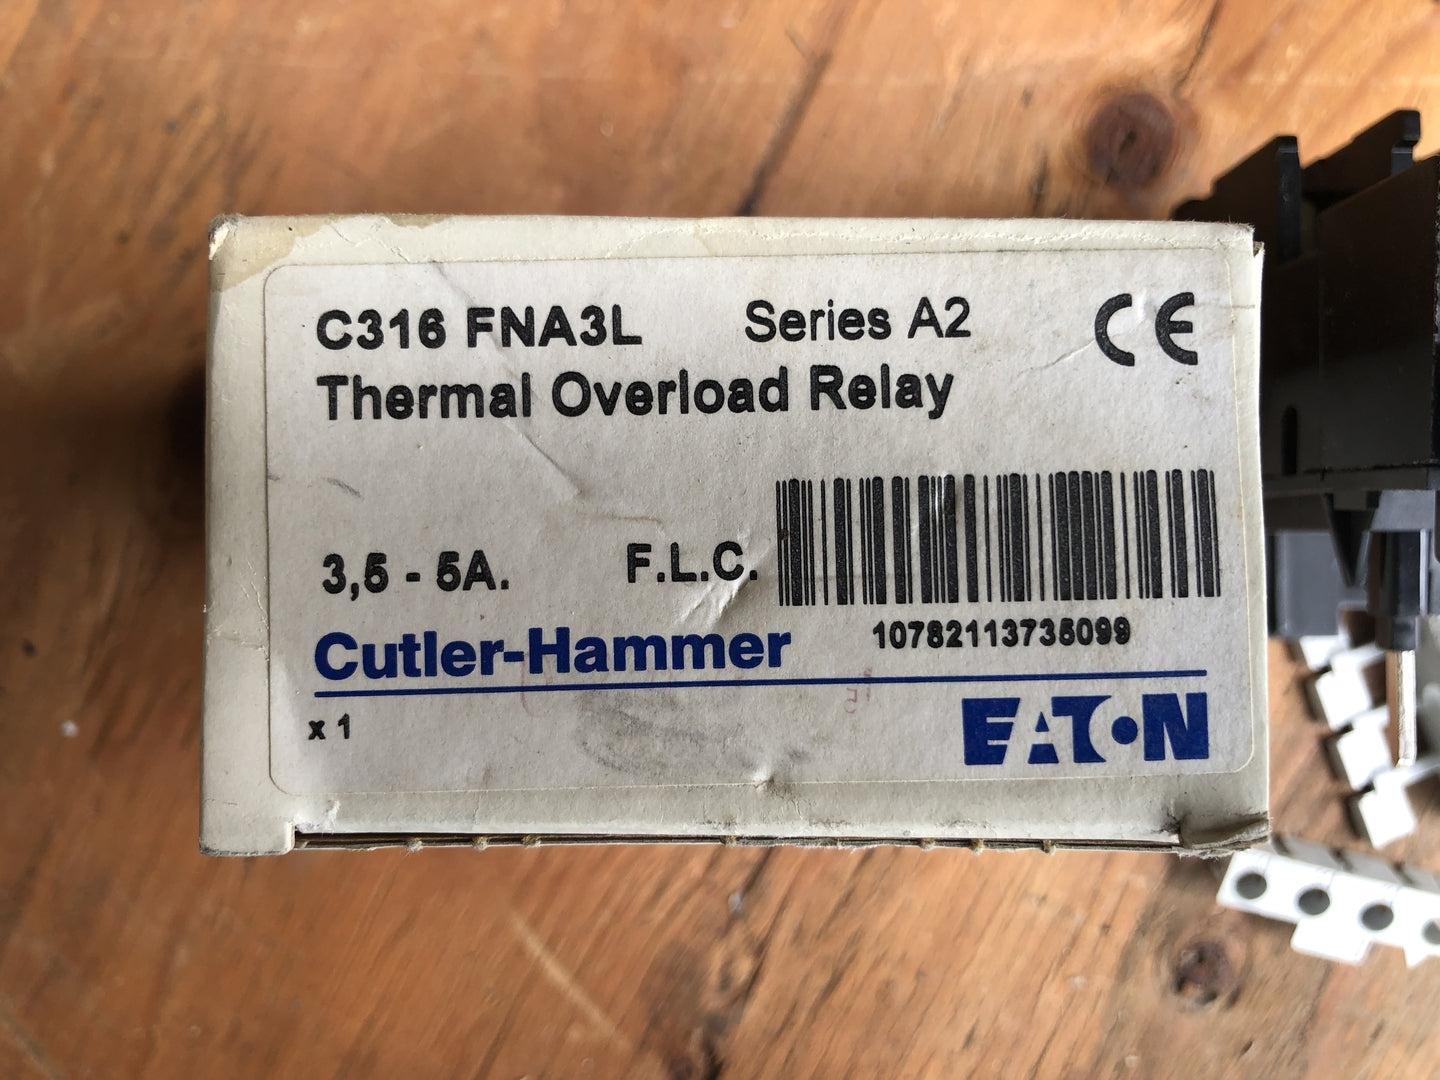 C316 FNA3L Series A2 CE
Thermal Overload Relay
3,5 - 5A. F.L.C.
10782113735099
Cutler-Hammer
x 1
EATON